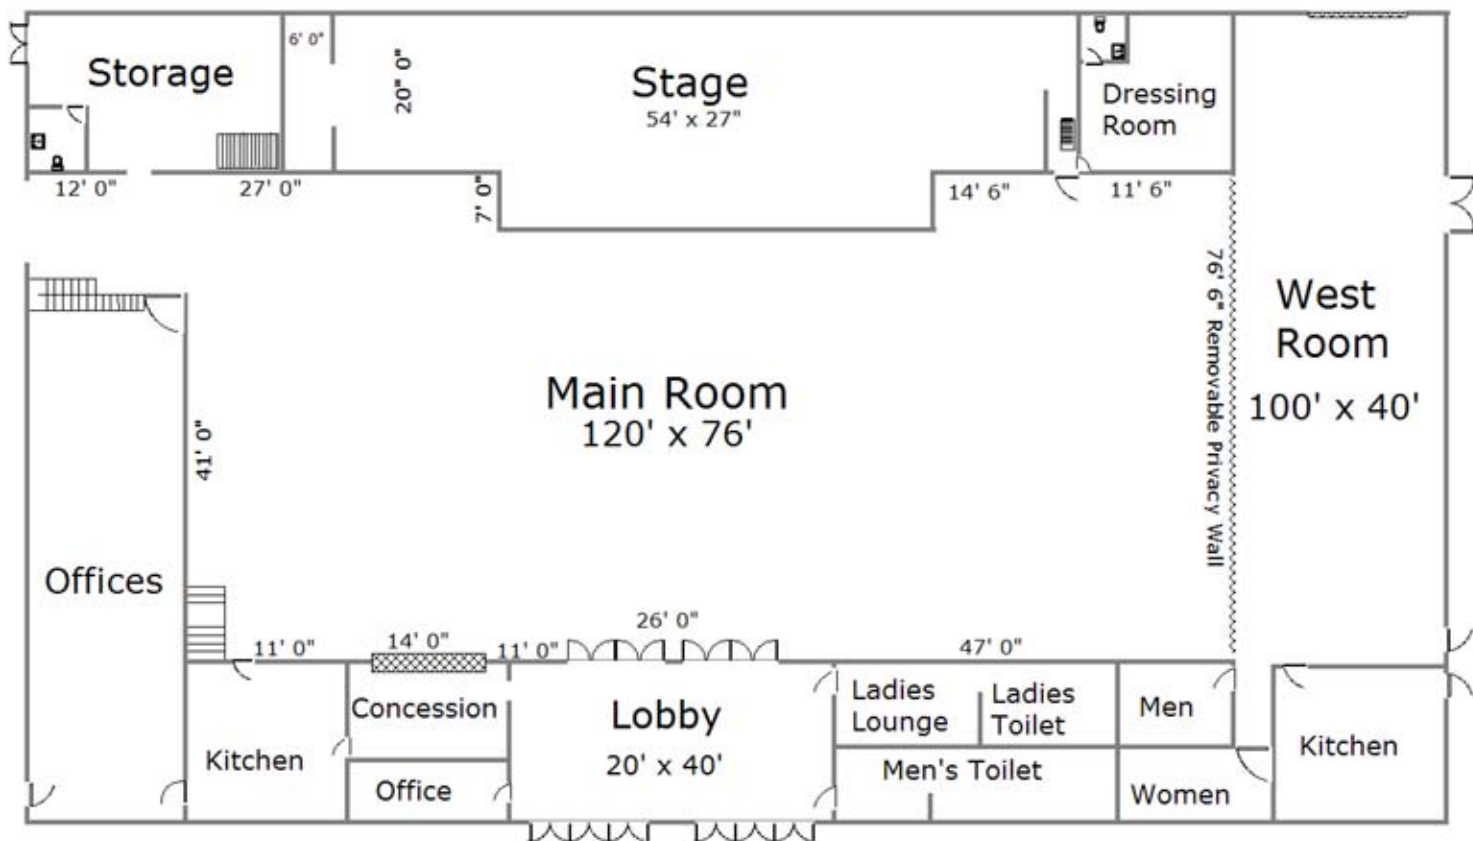 Storage
6' 0"
20" 0"
Stage
54' x 27"
Dressing
Room
12' 0"
27' 0"
7' 0"
14' 6"
11' 6"
76' 6" Removable Privacy Wall
West
Room
100' x 40'
Main Room
120' x 76'
41' 0"
Offices
11' 0"
14' 0"
11' 0"
26' 0"
47' 0"
Kitchen
Concession
Office
Lobby
20' x 40'
Ladies
Lounge
Ladies
Toilet
Men's Toilet
Men
Women
Kitchen